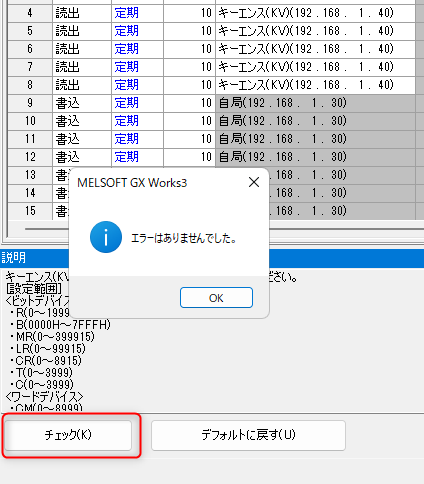 4 読出 定期 10 キーエンス(KV)(192 . 168 . 1 . 40)
5 読出 定期 10 キーエンス(KV)(192 . 168 . 1 . 40)
6 読出 定期 10 キーエンス(KV)(192 . 168 . 1 . 40)
7 読出 定期 10 キーエンス(KV)(192 . 168 . 1 . 40)
8 読出 定期 10 キーエンス(KV)(192 . 168 . 1 . 40)
9 書込 定期 10 自局(192 . 168 . 1 . 30)
10 書込 定期 10 自局(192 . 168 . 1 . 30)
11 書込 定期 10 自局(192 . 168 . 1 . 30)
12 書込 定期 10 自局(192 . 168 . 1 . 30)
13 書込 . 1 . 30)
14 書込 . 1 . 30)
15 書込 . 1 . 30)
MELSOFT GX Works3
エラーはありませんでした。
OK
説明
キーエンス(KV ださい。
[設定範囲]
<ビットデバイス
・R(0～1999
・B(0000H～7FFFH)
・MR(0～399915)
・LR(0～99915)
・CR(0～8915)
・T(0～3999)
・C(0～3999)
<ワードデバイス>
・CM(0～8999)
チェック(K) デフォルトに戻す(U)